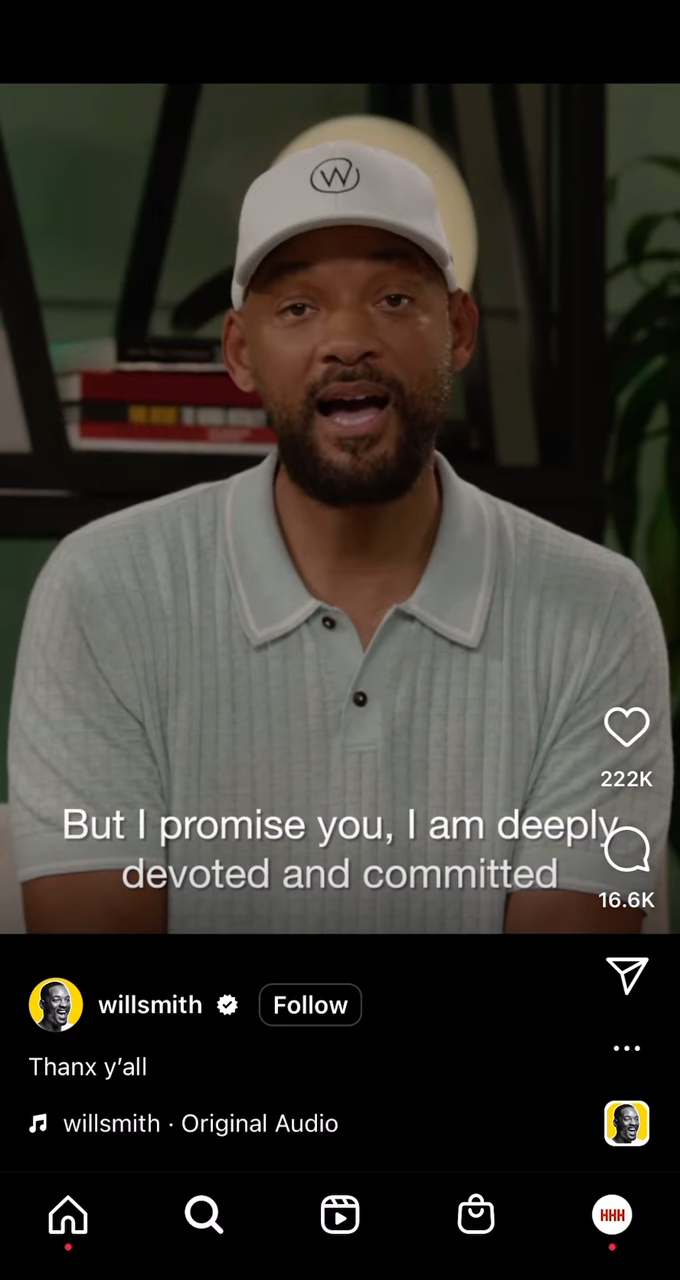 W
But I promise you, I am deeply
devoted and committed
222K
16.6K
willsmith Follow
Thanx y’all
willsmith · Original Audio
HHH